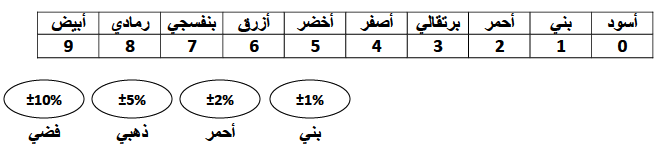 أسود بني أحمر برتقالي أصفر أخضر أزرق بنفسجي رمادي أبيض
0 1 2 3 4 5 6 7 8 9
±1% ±2% ±5% ±10%
بني أحمر ذهبي فضي